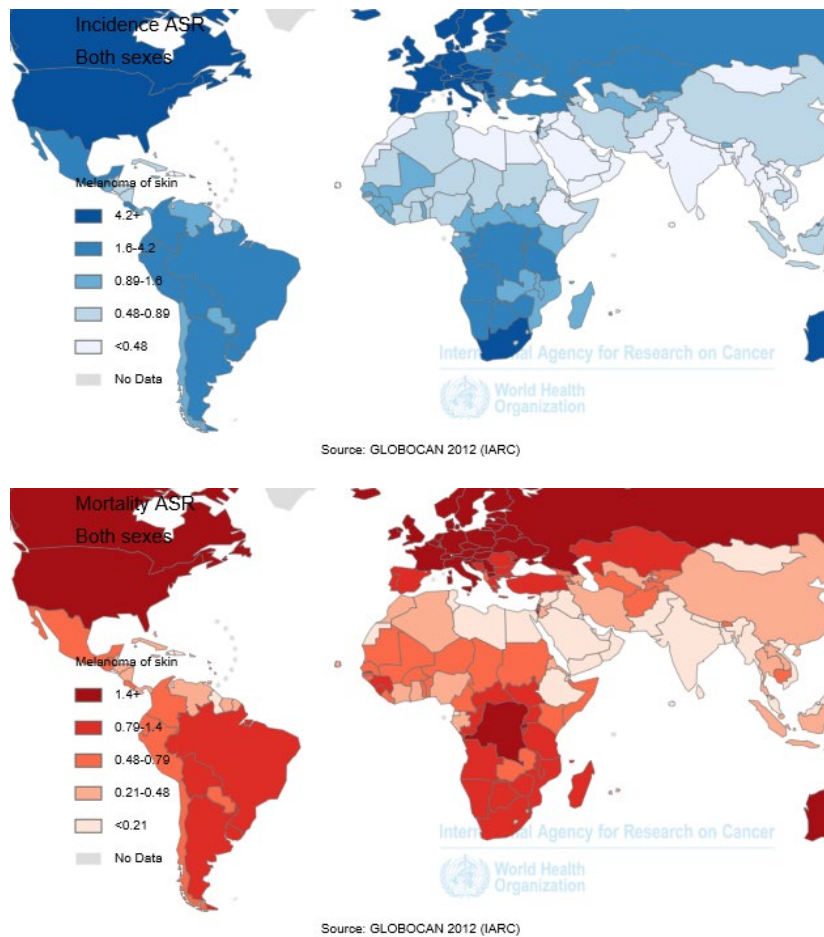 Incidence ASR
Both sexes
Melanoma of skin
4.2+
1.6-4.2
0.89-1.6
0.48-0.89
<0.48
No Data
International Agency for Research on Cancer
World Health
Organization
Source: GLOBOCAN 2012 (IARC)
Mortality ASR
Both sexes
Melanoma of skin
1.4+
0.79-1.4
0.48-0.79
0.21-0.48
<0.21
No Data
International Agency for Research on Cancer
World Health
Organization
Source: GLOBOCAN 2012 (IARC)